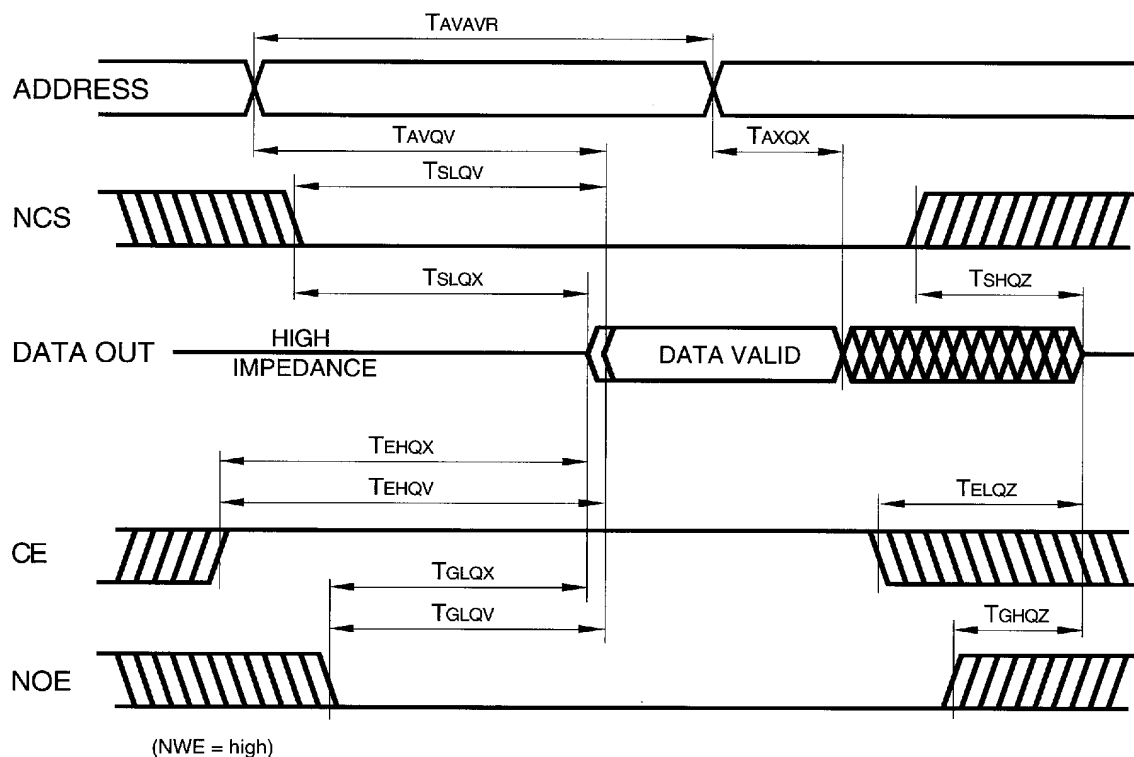 TAVAVR
ADDRESS
TAVQV
TAXQX
TSLQV
NCS
TSLQX
TSHQZ
DATA OUT
HIGH
IMPEDANCE
DATA VALID
TEHQX
TEHQV
TELQZ
CE
TGLQX
TGLQV
TGHQZ
NOE
(NWE = high)